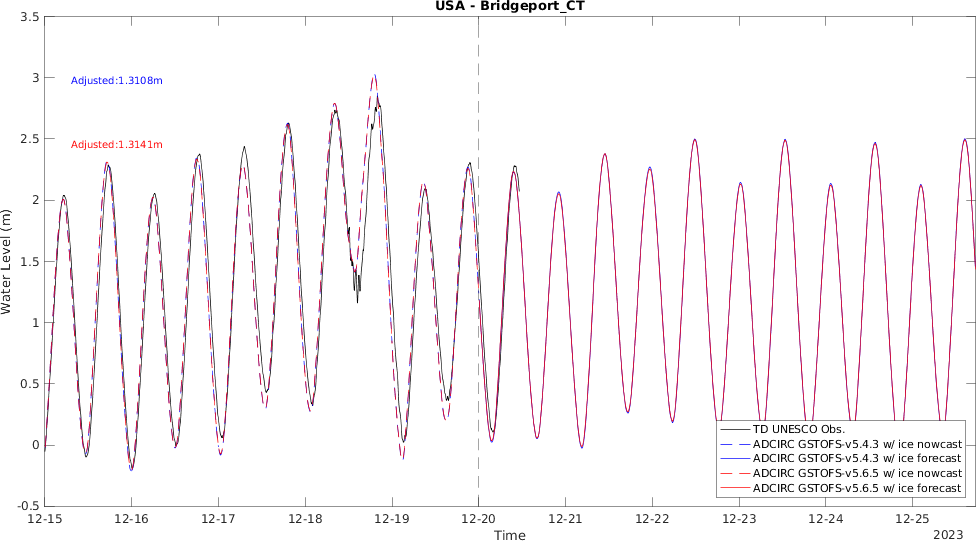 USA - Bridgeport_CT
3.5
3
2.5
2
1.5
1
0.5
0
-0.5
Water Level (m)
Adjusted:1.3108m
Adjusted:1.3141m
TD UNESCO Obs.
ADCIRC GSTOFS-v5.4.3 w/ ice nowcast
ADCIRC GSTOFS-v5.4.3 w/ ice forecast
ADCIRC GSTOFS-v5.6.5 w/ ice nowcast
ADCIRC GSTOFS-v5.6.5 w/ ice forecast
12-15 12-16 12-17 12-18 12-19 12-20 12-21 12-22 12-23 12-24 12-25
Time
2023